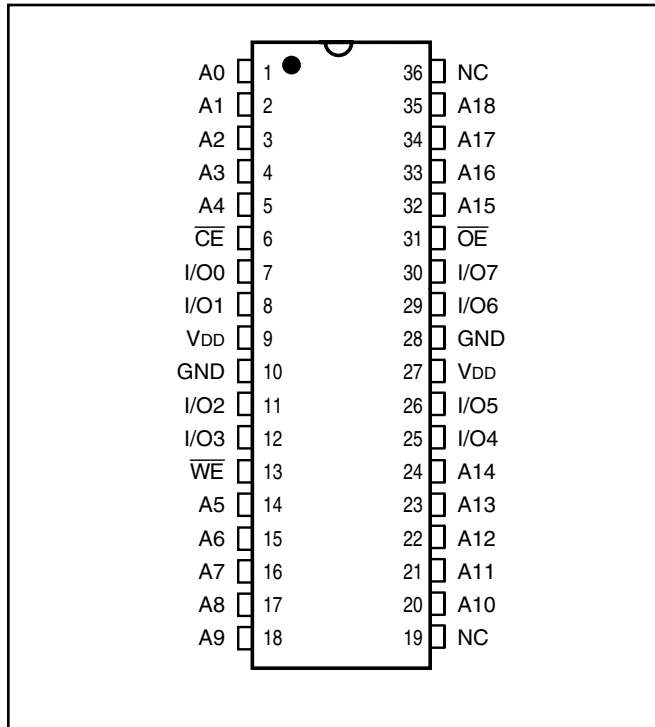 A0 1 36 NC
A1 2 35 A18
A2 3 34 A17
A3 4 33 A16
A4 5 32 A15
C̅E̅ 6 31 O̅E̅
I/O0 7 30 I/O7
I/O1 8 29 I/O6
VDD 9 28 GND
GND 10 27 VDD
I/O2 11 26 I/O5
I/O3 12 25 I/O4
W̅E̅ 13 24 A14
A5 14 23 A13
A6 15 22 A12
A7 16 21 A11
A8 17 20 A10
A9 18 19 NC